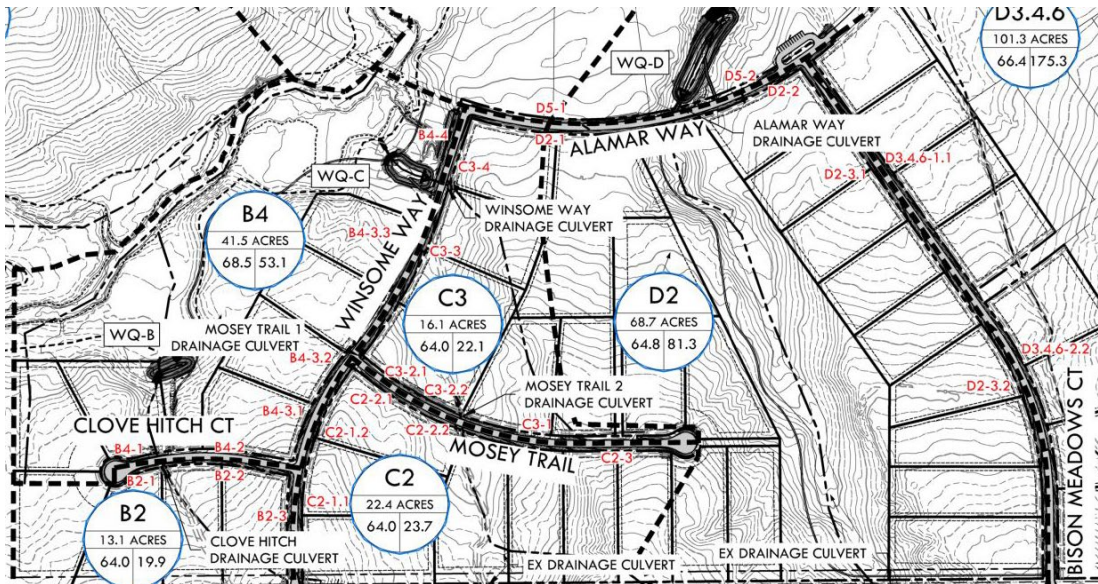 D3.4.6
101.3 ACRES
66.4 175.3
WQ-D
D5-2
D2-2
D5-1
D2-1
ALAMAR WAY
ALAMAR WAY
DRAINAGE CULVERT
B4-4
C3-4
WQ-C
D3.4.6-1.1
D2-3.1
WINSOME WAY
DRAINAGE CULVERT
B4
41.5 ACRES
68.5 53.1
B4-3.3
WINSOME WAY
C3-3
C3
16.1 ACRES
64.0 22.1
D2
68.7 ACRES
64.8 81.3
WQ-B
MOSEY TRAIL 1
DRAINAGE CULVERT
B4-3.2
D3.4.6-2.2
C3-2.1
C3-2.2
C2-2.1
MOSEY TRAIL 2
DRAINAGE CULVERT
D2-3.2
B4-3.1
CLOVE HITCH CT
C2-1.2
C2-2.2
C3-1
MOSEY TRAIL
C2-3
B4-1
B4-2
B2-1
B2-2
B2
13.1 ACRES
64.0 19.9
B2-3
C2-1.1
C2
22.4 ACRES
64.0 23.7
CLOVE HITCH
DRAINAGE CULVERT
EX DRAINAGE CULVERT
EX DRAINAGE CULVERT
BISON MEADOWS CT